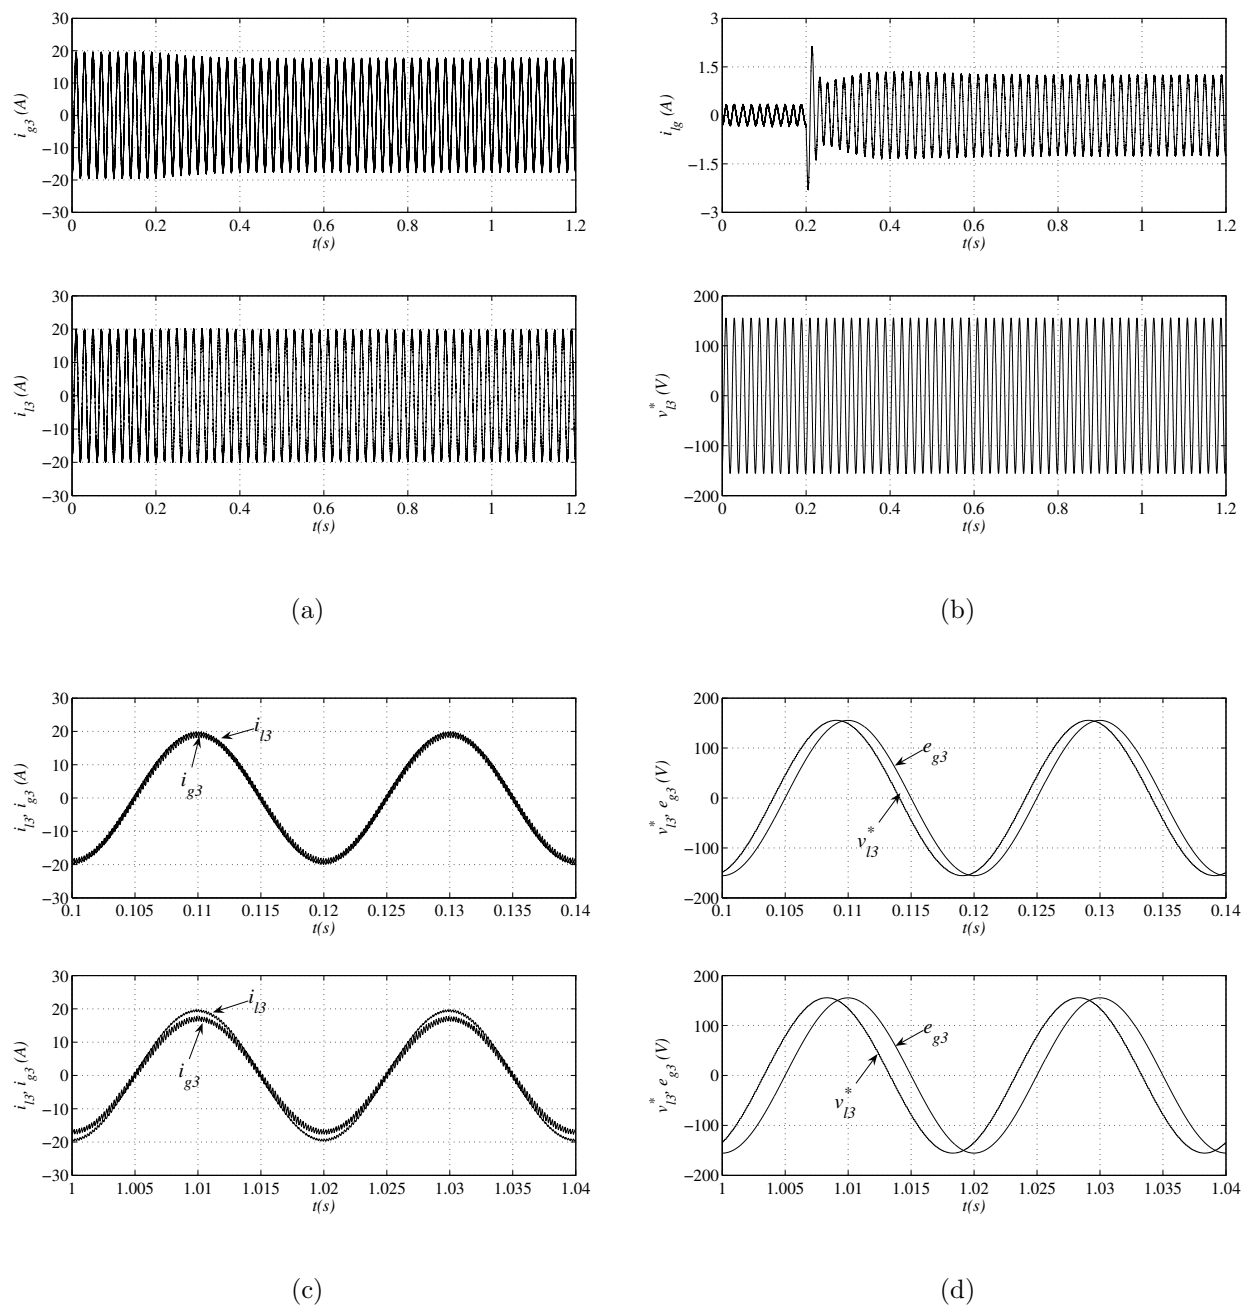 30
20
10
0
−10
−20
−30
i_g3 (A)
0 0.2 0.4 0.6 0.8 1 1.2
t(s)
3
1.5
0
−1.5
−3
i_lg (A)
0 0.2 0.4 0.6 0.8 1 1.2
t(s)
30
20
10
0
−10
−20
−30
i_l3 (A)
0 0.2 0.4 0.6 0.8 1 1.2
t(s)
200
100
0
−100
−200
v*_l3 (V)
0 0.2 0.4 0.6 0.8 1 1.2
t(s)
(a)
(b)
30
20
10
0
−10
−20
−30
i_l3, i_g3 (A)
i_l3
i_g3
0.1 0.105 0.11 0.115 0.12 0.125 0.13 0.135 0.14
t(s)
200
100
0
−100
−200
v*_l3, e_g3 (V)
e_g3
v*_l3
0.1 0.105 0.11 0.115 0.12 0.125 0.13 0.135 0.14
t(s)
30
20
10
0
−10
−20
−30
i_l3, i_g3 (A)
i_l3
i_g3
1 1.005 1.01 1.015 1.02 1.025 1.03 1.035 1.04
t(s)
200
100
0
−100
−200
v*_l3, e_g3 (V)
e_g3
v*_l3
1 1.005 1.01 1.015 1.02 1.025 1.03 1.035 1.04
t(s)
(c)
(d)